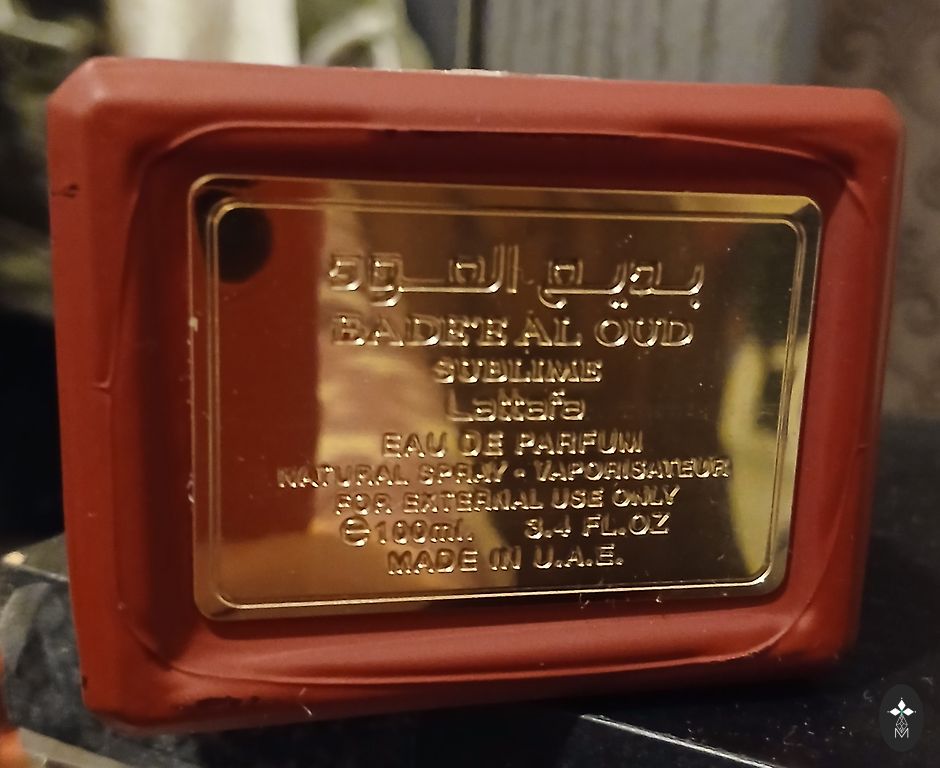 بديع العود
BADE'E AL OUD
SUBLIME
Lattafa
EAU DE PARFUM
NATURAL SPRAY - VAPORISATEUR
FOR EXTERNAL USE ONLY
℮100ml. 3.4 FL.OZ
MADE IN U.A.E.